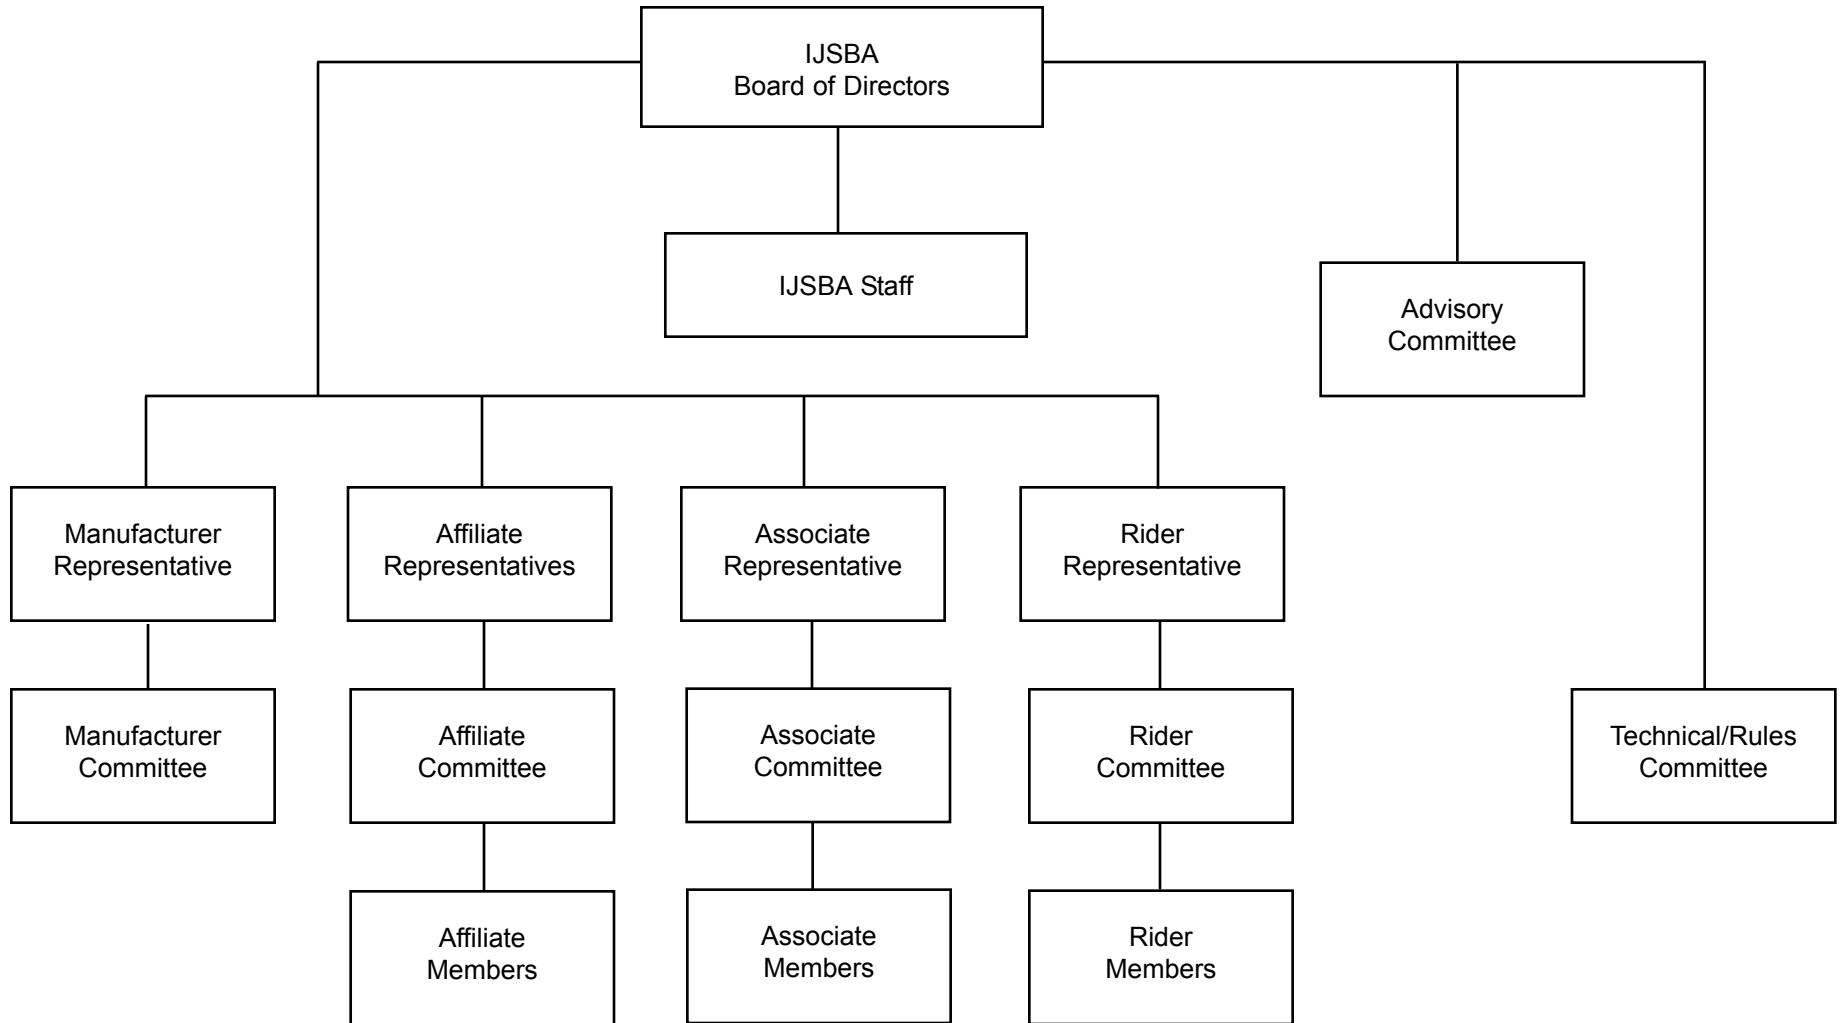 IJSBA
Board of Directors
IJSBA Staff
Advisory
Committee
Manufacturer
Representative
Affiliate
Representatives
Associate
Representative
Rider
Representative
Manufacturer
Committee
Affiliate
Committee
Associate
Committee
Rider
Committee
Technical/Rules
Committee
Affiliate
Members
Associate
Members
Rider
Members